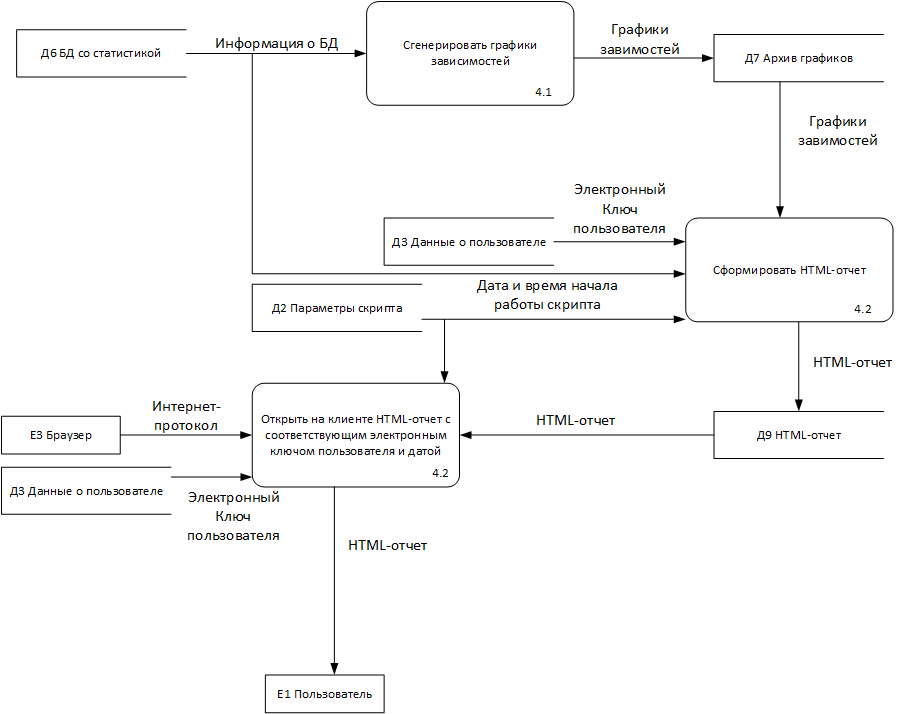 Д6 БД со статистикой
Информация о БД
Сгенерировать графики
зависимостей
4.1
Графики
завимостей
Д7 Архив графиков
Графики
завимостей
Электронный
Ключ
пользователя
Д3 Данные о пользователе
Сформировать HTML-отчет
4.2
Дата и время начала
работы скрипта
Д2 Параметры скрипта
HTML-отчет
Интернет-
протокол
Е3 Браузер
Открыть на клиенте HTML-отчет с
соответствующим электронным
ключом пользователя и датой
4.2
HTML-отчет
Д9 HTML-отчет
Д3 Данные о пользователе
Электронный
Ключ
пользователя
HTML-отчет
Е1 Пользователь